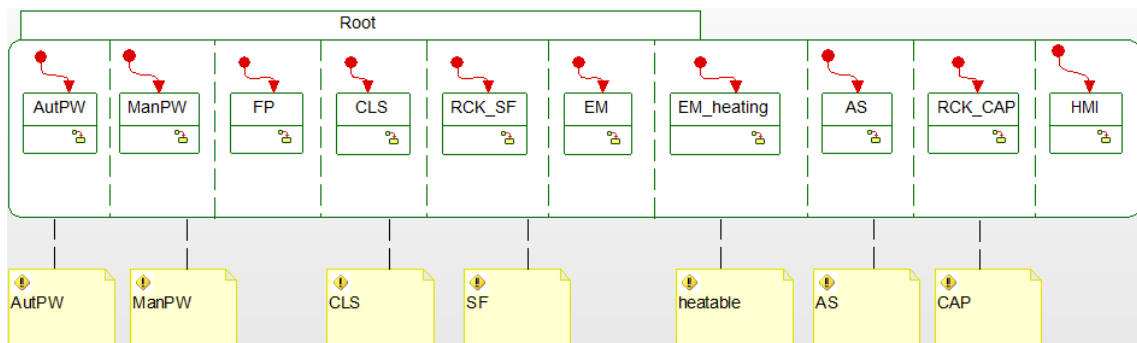 Root
AutPW ManPW FP CLS RCK_SF EM EM_heating AS RCK_CAP HMI
AutPW ManPW CLS SF heatable AS CAP